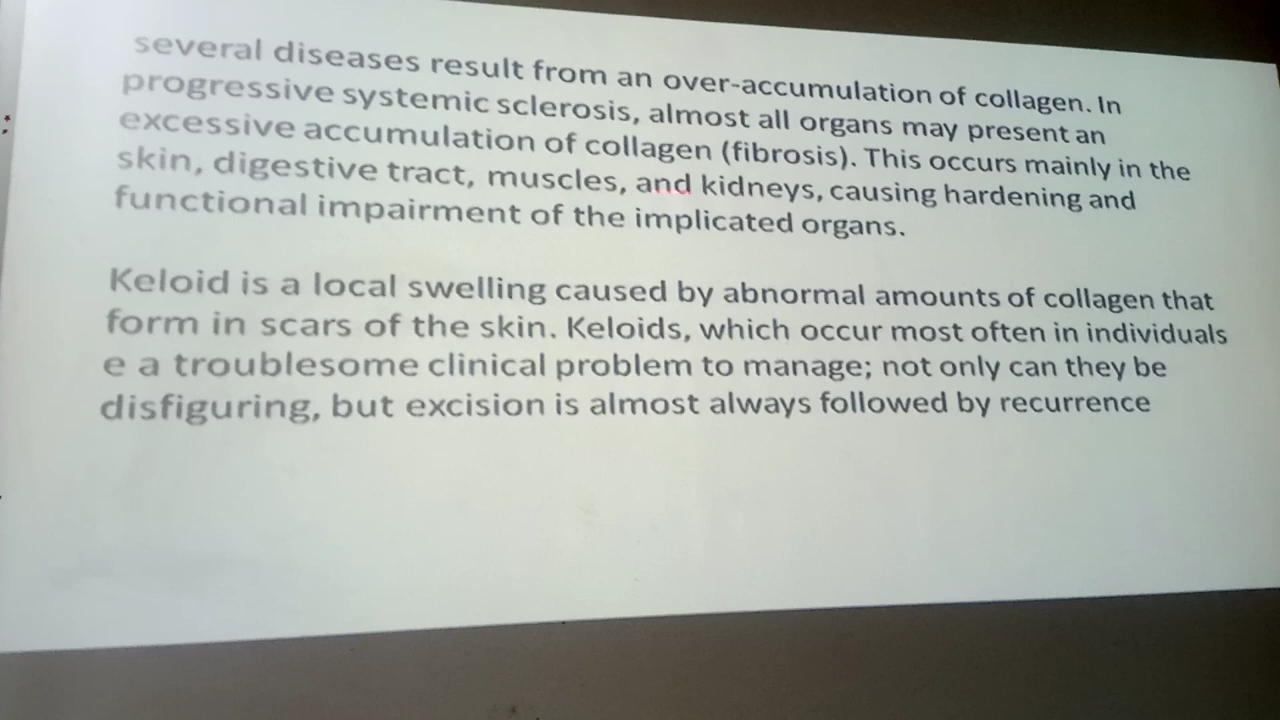 several diseases result from an over-accumulation of collagen. In
progressive systemic sclerosis, almost all organs may present an
excessive accumulation of collagen (fibrosis). This occurs mainly in the
skin, digestive tract, muscles, and kidneys, causing hardening and
functional impairment of the implicated organs.
Keloid is a local swelling caused by abnormal amounts of collagen that
form in scars of the skin. Keloids, which occur most often in individuals
e a troublesome clinical problem to manage; not only can they be
disfiguring, but excision is almost always followed by recurrence